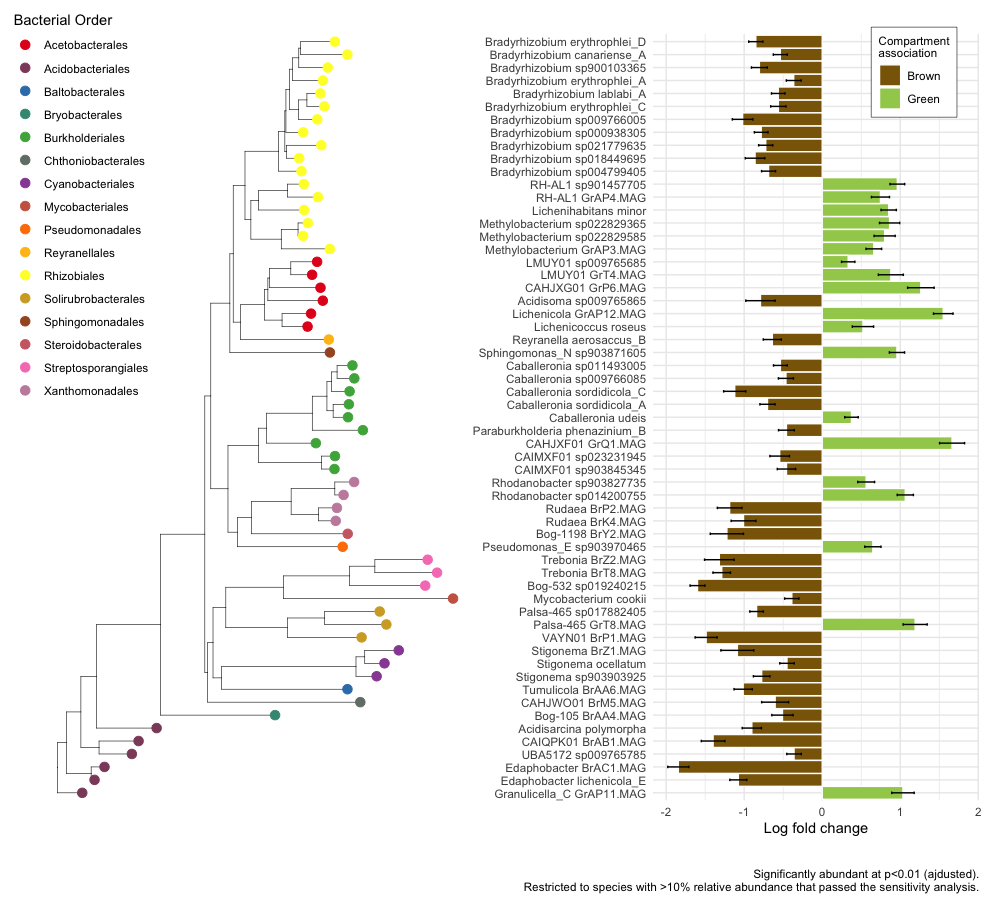 Bacterial Order
Acetobacterales
Acidobacteriales
Baltobacterales
Bryobacterales
Burkholderiales
Chthoniobacterales
Cyanobacteriales
Mycobacteriales
Pseudomonadales
Reyranellales
Rhizobiales
Solirubrobacterales
Sphingomonadales
Steroidobacterales
Streptosporangiales
Xanthomonadales
Bradyrhizobium erythrophlei_D
Bradyrhizobium canariense_A
Bradyrhizobium sp900103365
Bradyrhizobium erythrophlei_A
Bradyrhizobium lablabi_A
Bradyrhizobium erythrophlei_C
Bradyrhizobium sp009766005
Bradyrhizobium sp000938305
Bradyrhizobium sp021779635
Bradyrhizobium sp018449695
Bradyrhizobium sp004799405
RH-AL1 sp901457705
RH-AL1 GrAP4.MAG
Lichenihabitans minor
Methylobacterium sp022829365
Methylobacterium sp022829585
Methylobacterium GrAP3.MAG
LMUY01 sp009765685
LMUY01 GrT4.MAG
CAHJXG01 GrP6.MAG
Acidisoma sp009765865
Lichenicola GrAP12.MAG
Lichenicoccus roseus
Reyranella aerosaccus_B
Sphingomonas_N sp903871605
Caballeronia sp011493005
Caballeronia sp009766085
Caballeronia sordidicola_C
Caballeronia sordidicola_A
Caballeronia udeis
Paraburkholderia phenazinium_B
CAHJXF01 GrQ1.MAG
CAIMXF01 sp023231945
CAIMXF01 sp903845345
Rhodanobacter sp903827735
Rhodanobacter sp014200755
Rudaea BrP2.MAG
Rudaea BrK4.MAG
Bog-1198 BrY2.MAG
Pseudomonas_E sp903970465
Trebonia BrZ2.MAG
Trebonia BrT8.MAG
Bog-532 sp019240215
Mycobacterium cookii
Palsa-465 sp017882405
Palsa-465 GrT8.MAG
VAYN01 BrP1.MAG
Stigonema BrZ1.MAG
Stigonema ocellatum
Stigonema sp903903925
Tumulicola BrAA6.MAG
CAHJWO01 BrM5.MAG
Bog-105 BrAA4.MAG
Acidisarcina polymorpha
CAIQPK01 BrAB1.MAG
UBA5172 sp009765785
Edaphobacter BrAC1.MAG
Edaphobacter lichenicola_E
Granulicella_C GrAP11.MAG
Compartment
association
Brown
Green
-2 -1 0 1 2
Log fold change
Significantly abundant at p<0.01 (ajdusted).
Restricted to species with >10% relative abundance that passed the sensitivity analysis.